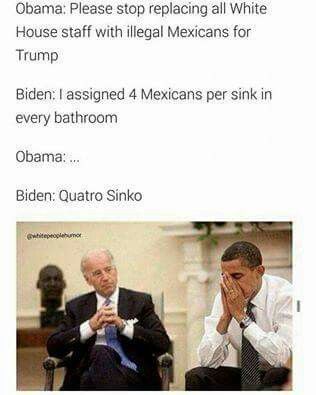 Obama: Please stop replacing all White
House staff with illegal Mexicans for
Trump
Biden: I assigned 4 Mexicans per sink in
every bathroom
Obama: ...
Biden: Quatro Sinko
@whitepeoplehumor